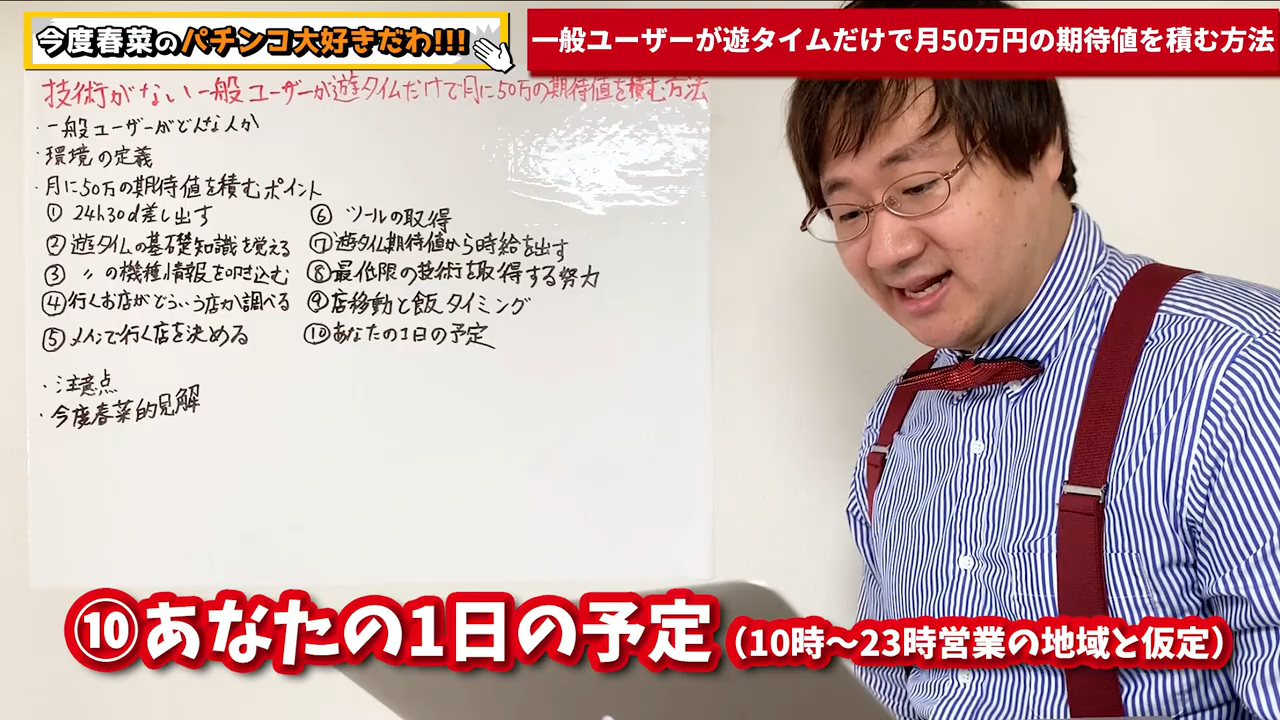 今度春菜のパチンコ大好きだわ!!!
一般ユーザーが遊タイムだけで月50万円の期待値を積む方法
技術がない一般ユーザーが遊タイムだけで月に50万の期待値を積む方法
・一般ユーザーがどんな人か
・環境の定義
・月に50万の期待値を積むポイント
① 24h30d差し出す
② 遊タイムの基礎知識を覚える
③ 〃の機種情報を叩き込む
④行くお店がどういう店か調べる
⑤ メインで行く店を決める
⑥ ツールの取得
⑦遊タイム期待値から時給を出す
⑧最低限の技術を取得する努力
⑨店移動と飯タイミング
⑩あなたの1日の予定
・注意点
・今度春菜的見解
⑩あなたの1日の予定（10時～23時営業の地域と仮定）